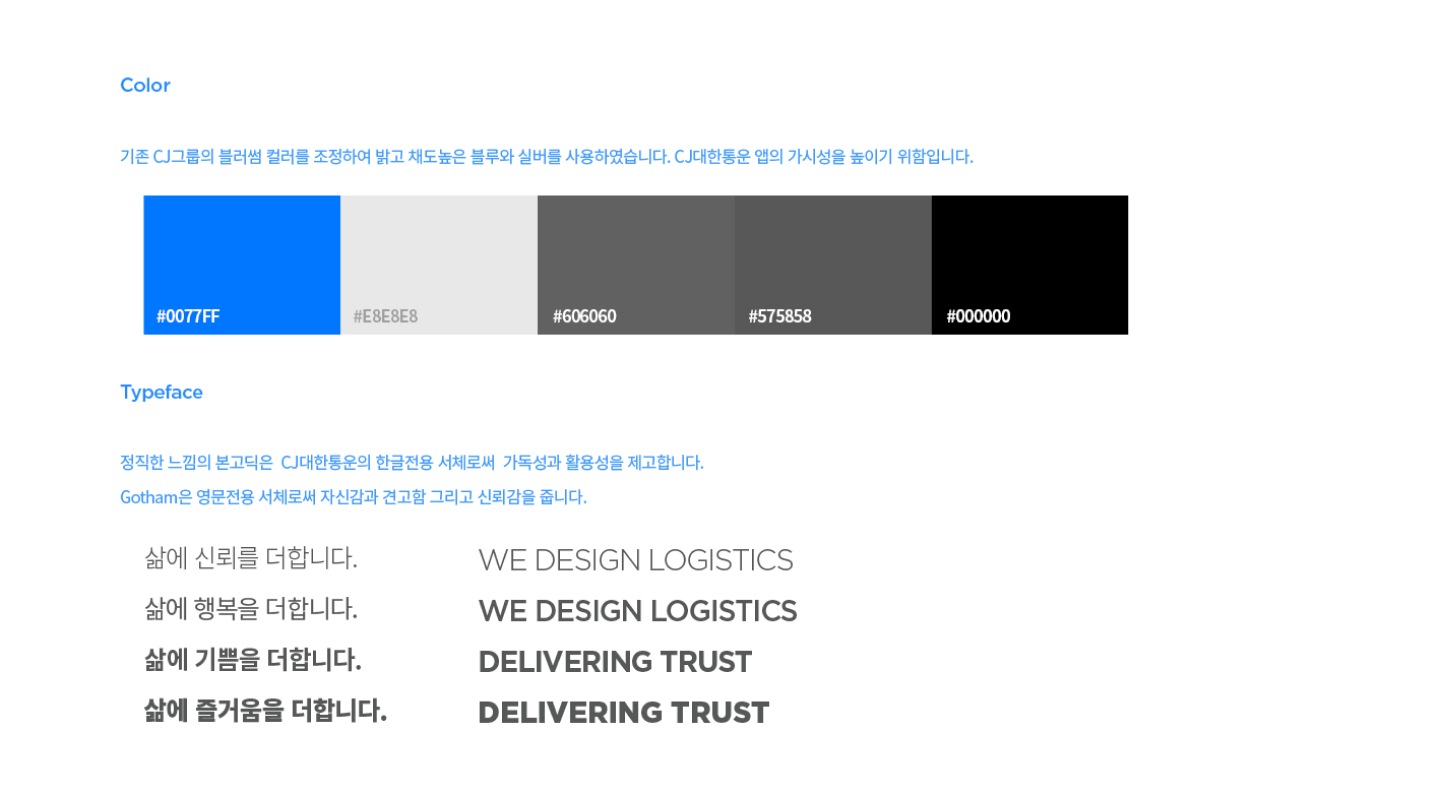 Color
기존 CJ그룹의 블러썸 컬러를 조정하여 밝고 채도높은 블루와 실버를 사용하였습니다. CJ대한통운 앱의 가시성을 높이기 위함입니다.
#0077FF #E8E8E8 #606060 #575858 #000000
Typeface
정직한 느낌의 본고딕은 CJ대한통운의 한글전용 서체로써 가독성과 활용성을 제고합니다.
Gotham은 영문전용 서체로써 자신감과 견고함 그리고 신뢰감을 줍니다.
삶에 신뢰를 더합니다. WE DESIGN LOGISTICS
삶에 행복을 더합니다. WE DESIGN LOGISTICS
삶에 기쁨을 더합니다. DELIVERING TRUST
삶에 즐거움을 더합니다. DELIVERING TRUST